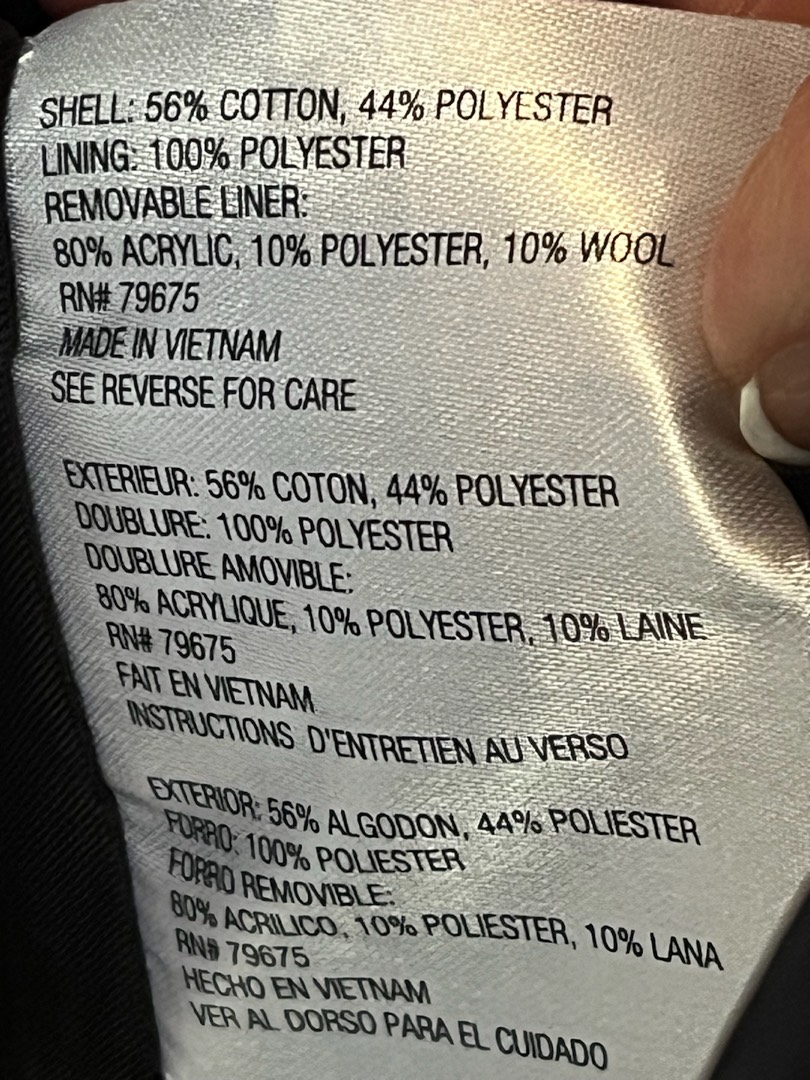 SHELL: 56% COTTON, 44% POLYESTER
LINING: 100% POLYESTER
REMOVABLE LINER:
80% ACRYLIC, 10% POLYESTER, 10% WOOL
RN# 79675
MADE IN VIETNAM
SEE REVERSE FOR CARE
EXTERIEUR: 56% COTON, 44% POLYESTER
DOUBLURE: 100% POLYESTER
DOUBLURE AMOVIBLE:
80% ACRYLIQUE, 10% POLYESTER, 10% LAINE
RN# 79675
FAIT EN VIETNAM
INSTRUCTIONS D'ENTRETIEN AU VERSO
EXTERIOR: 56% ALGODON, 44% POLIESTER
FORRO: 100% POLIESTER
FORRO REMOVIBLE:
80% ACRILICO, 10% POLIESTER, 10% LANA
RN# 79675
HECHO EN VIETNAM
VER AL DORSO PARA EL CUIDADO